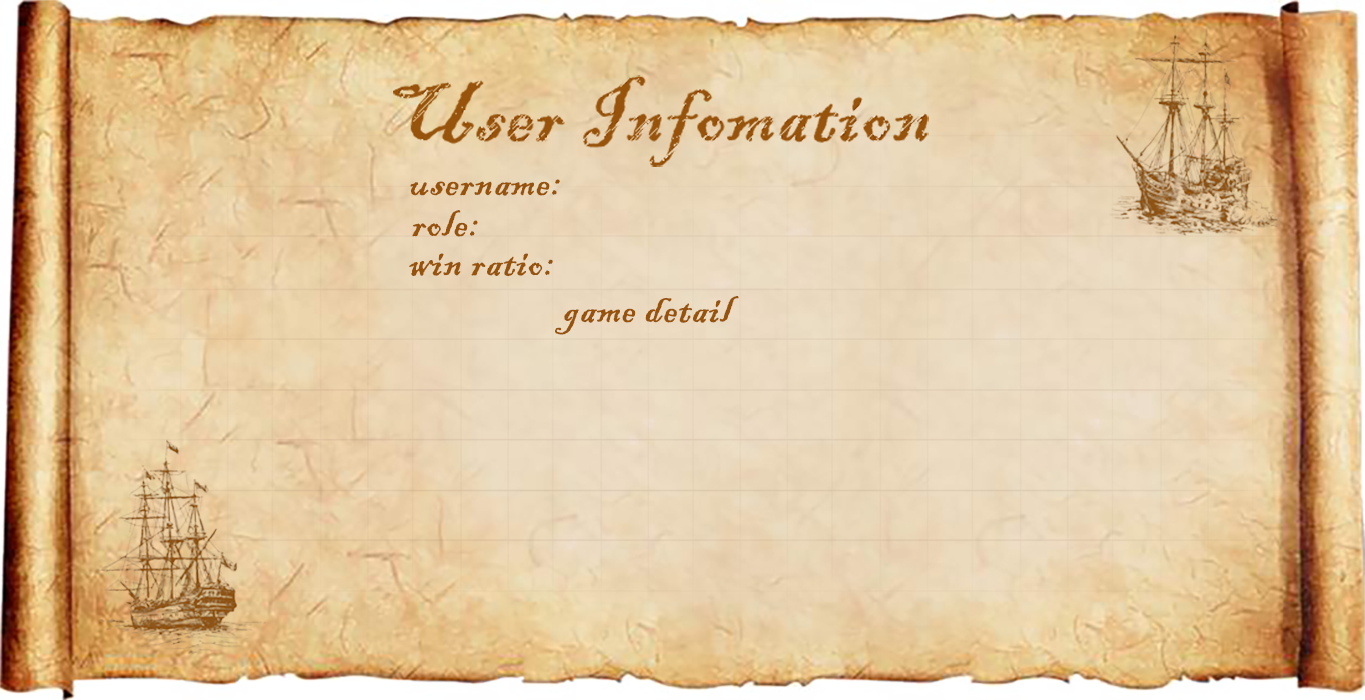 User Infomation
username:
role:
win ratio:
game detail